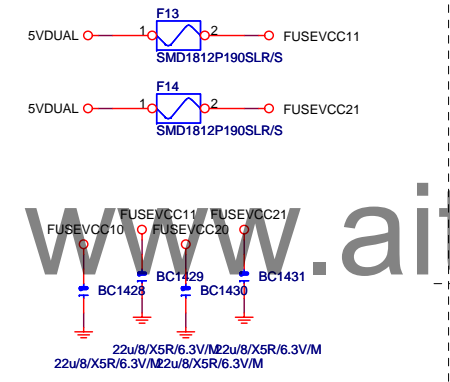 F13
5VDUAL 1 2 FUSEVCC11
SMD1812P190SLR/S
F14
5VDUAL 1 2 FUSEVCC21
SMD1812P190SLR/S
www.ait
FUSEVCC11 FUSEVCC21
FUSEVCC10 FUSEVCC20
BC1429 BC1431
BC1428 BC1430
22u/8/X5R/6.3V/M 22u/8/X5R/6.3V/M
22u/8/X5R/6.3V/M 22u/8/X5R/6.3V/M